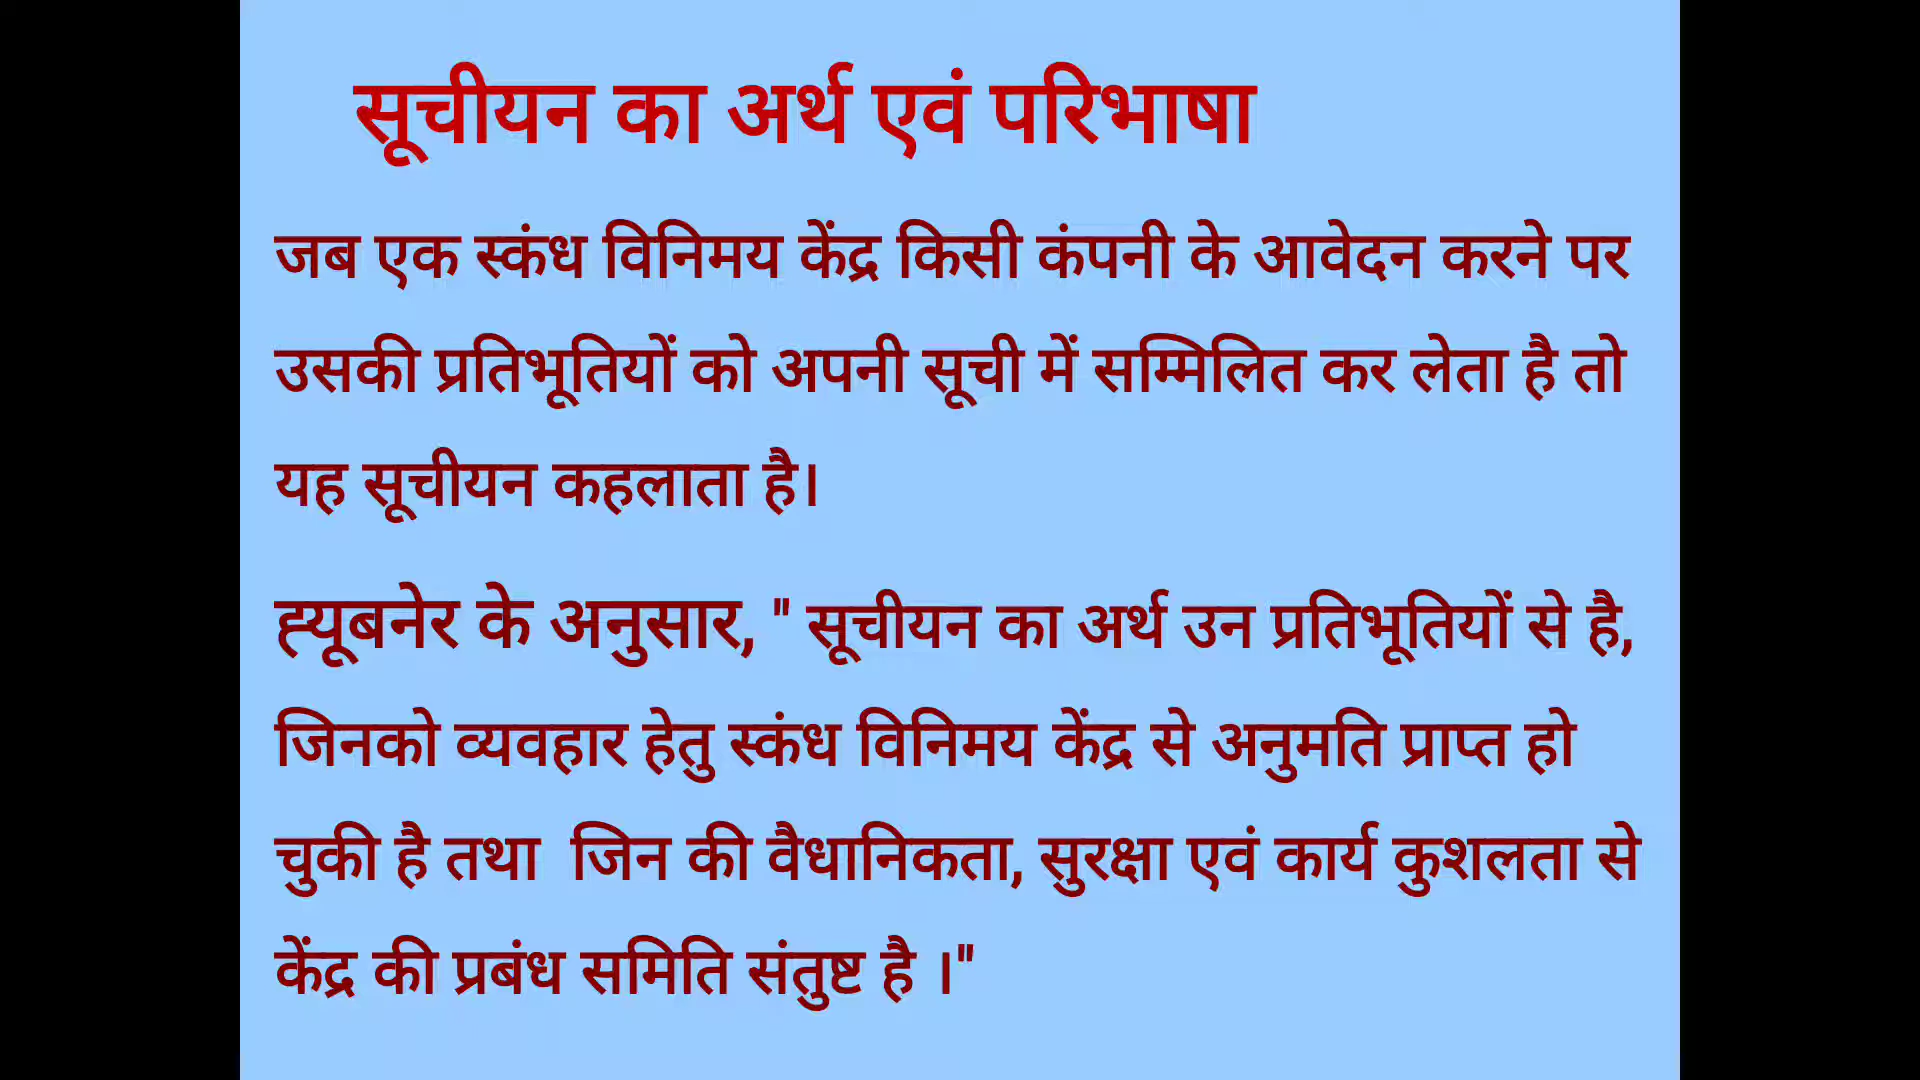 सूचीयन का अर्थ एवं परिभाषा
जब एक स्कंध विनिमय केंद्र किसी कंपनी के आवेदन करने पर
उसकी प्रतिभूतियों को अपनी सूची में सम्मिलित कर लेता है तो
यह सूचीयन कहलाता है।
ह्यूबनेर के अनुसार, " सूचीयन का अर्थ उन प्रतिभूतियों से है,
जिनको व्यवहार हेतु स्कंध विनिमय केंद्र से अनुमति प्राप्त हो
चुकी है तथा  जिन की वैधानिकता, सुरक्षा एवं कार्य कुशलता से
केंद्र की प्रबंध समिति संतुष्ट है ।"